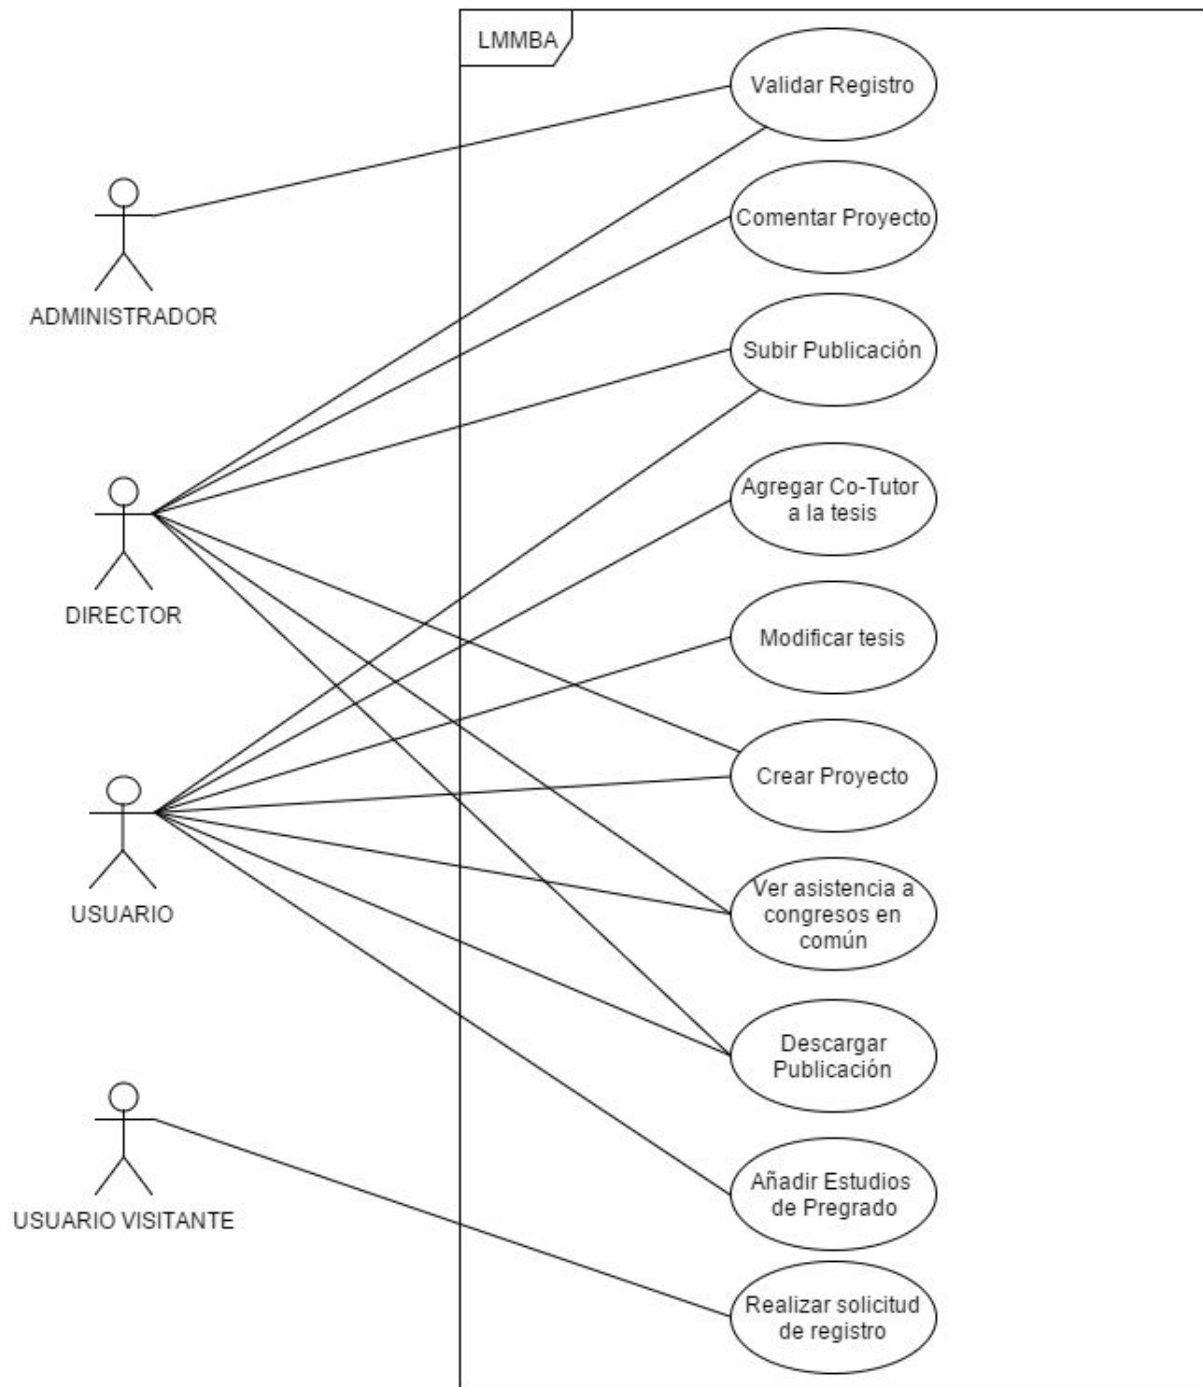 LMMBA
Validar Registro
ADMINISTRADOR
Comentar Proyecto
Subir Publicación
DIRECTOR
Agregar Co-Tutor
a la tesis
Modificar tesis
Crear Proyecto
USUARIO
Ver asistencia a
congresos en
común
Descargar
Publicación
USUARIO VISITANTE
Añadir Estudios
de Pregrado
Realizar solicitud
de registro